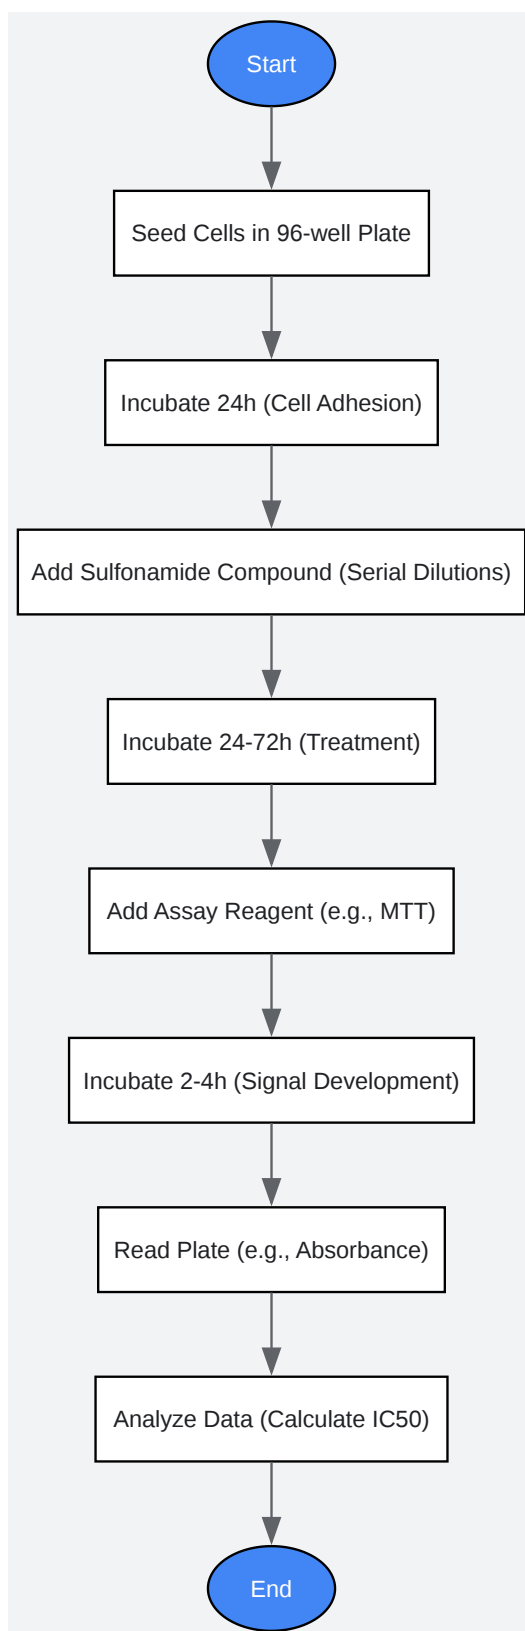 Start
Seed Cells in 96-well Plate
Incubate 24h (Cell Adhesion)
Add Sulfonamide Compound (Serial Dilutions)
Incubate 24-72h (Treatment)
Add Assay Reagent (e.g., MTT)
Incubate 2-4h (Signal Development)
Read Plate (e.g., Absorbance)
Analyze Data (Calculate IC50)
End